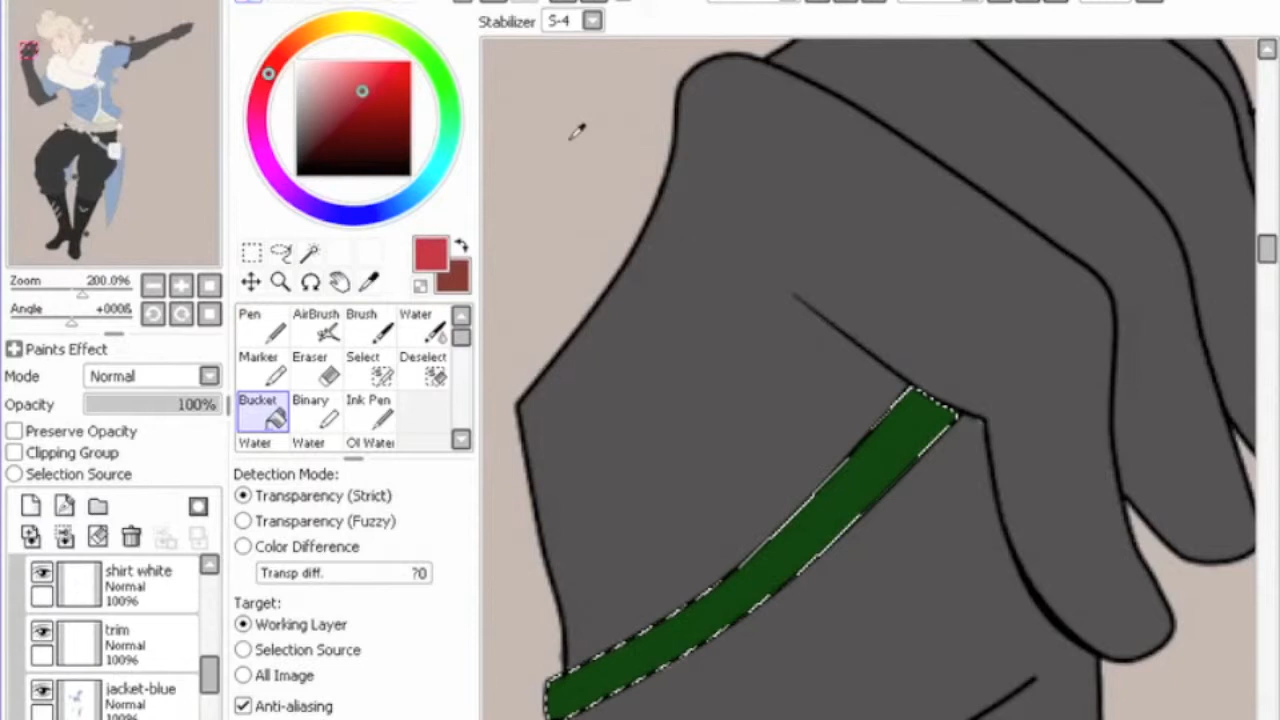 Stabilizer S-4
Zoom 200.0%
Angle +000
Paints Effect
Mode Normal
Opacity 100%
Preserve Opacity
Clipping Group
Selection Source
shirt white
Normal
100%
trim
Normal
100%
jacket-blue
Normal
100%
Pen AirBrush Brush Water
Marker Eraser Select Deselect
Bucket Binary Ink Pen
Water Water Oil Water
Detection Mode:
Transparency (Strict)
Transparency (Fuzzy)
Color Difference
Transp diff. ?0
Target:
Working Layer
Selection Source
All Image
Anti-aliasing